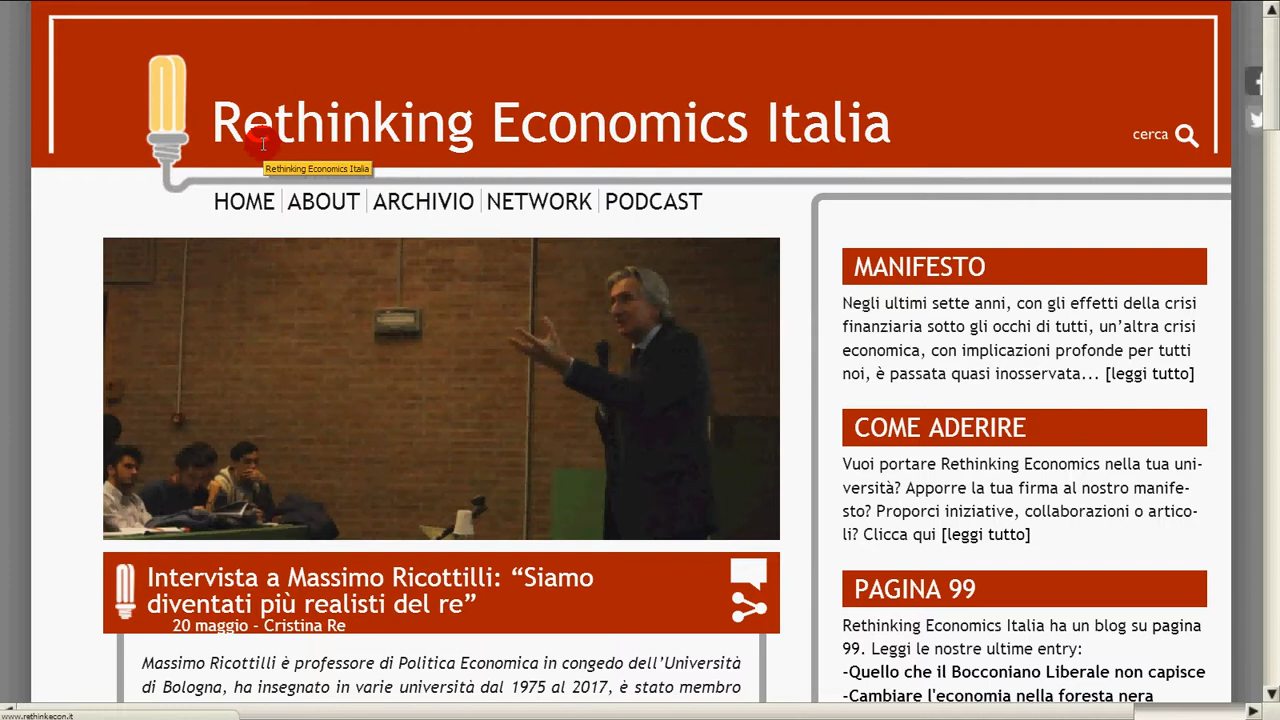 Rethinking Economics Italia
cerca
Rethinking Economics Italia
HOME ABOUT ARCHIVIO NETWORK PODCAST
Intervista a Massimo Ricottilli: “Siamo
diventati più realisti del re”
20 maggio - Cristina Re
Massimo Ricottilli è professore di Politica Economica in congedo dell’Università
di Bologna, ha insegnato in varie università dal 1975 al 2017, è stato membro
MANIFESTO
Negli ultimi sette anni, con gli effetti della crisi
finanziaria sotto gli occhi di tutti, un’altra crisi
economica, con implicazioni profonde per tutti
noi, è passata quasi inosservata... [leggi tutto]
COME ADERIRE
Vuoi portare Rethinking Economics nella tua uni-
versità? Apporre la tua firma al nostro manife-
sto? Proporci iniziative, collaborazioni o artico-
li? Clicca qui [leggi tutto]
PAGINA 99
Rethinking Economics Italia ha un blog su pagina
99. Leggi le nostre ultime entry:
-Quello che il Bocconiano Liberale non capisce
-Cambiare l'economia nella foresta nera
www.rethinkecon.it